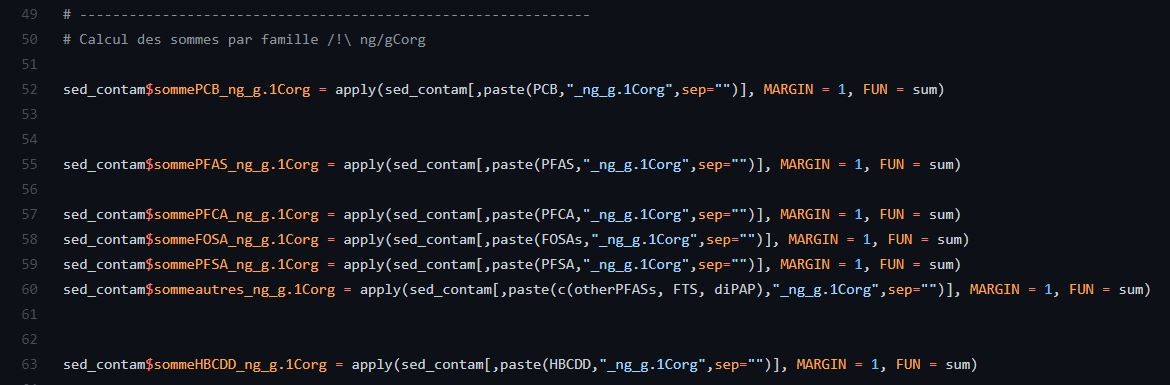 49 # --------------------------------------------------------------
50 # Calcul des sommes par famille /!\ ng/gCorg
51
52 sed_contam$sommePCB_ng_g.1Corg = apply(sed_contam[,paste(PCB,"_ng_g.1Corg",sep="")], MARGIN = 1, FUN = sum)
53
54
55 sed_contam$sommePFAS_ng_g.1Corg = apply(sed_contam[,paste(PFAS,"_ng_g.1Corg",sep="")], MARGIN = 1, FUN = sum)
56
57 sed_contam$sommePFCA_ng_g.1Corg = apply(sed_contam[,paste(PFCA,"_ng_g.1Corg",sep="")], MARGIN = 1, FUN = sum)
58 sed_contam$sommeFOSA_ng_g.1Corg = apply(sed_contam[,paste(FOSAs,"_ng_g.1Corg",sep="")], MARGIN = 1, FUN = sum)
59 sed_contam$sommePFSA_ng_g.1Corg = apply(sed_contam[,paste(PFSA,"_ng_g.1Corg",sep="")], MARGIN = 1, FUN = sum)
60 sed_contam$sommeautres_ng_g.1Corg = apply(sed_contam[,paste(c(otherPFASs, FTS, diPAP),"_ng_g.1Corg",sep="")], MARGIN = 1, FUN = sum)
61
62
63 sed_contam$sommeHBCDD_ng_g.1Corg = apply(sed_contam[,paste(HBCDD,"_ng_g.1Corg",sep="")], MARGIN = 1, FUN = sum)